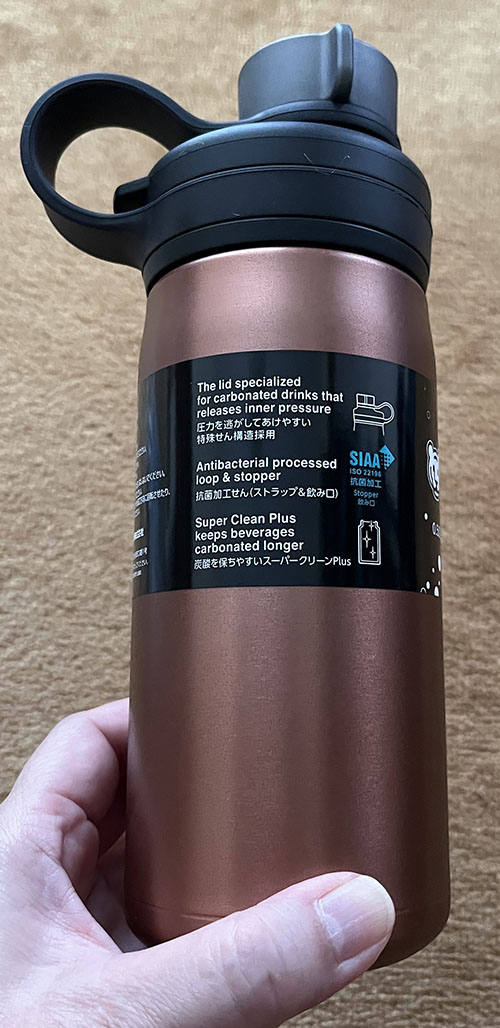 The lid specialized
for carbonated drinks that
releases inner pressure
圧力を逃がしてあけやすい
特殊せん構造採用
Antibacterial processed
loop & stopper
抗菌加工せん(ストラップ&飲み口)
Super Clean Plus
keeps beverages
carbonated longer
炭酸を保ちやすいスーパークリーンPlus
SIAA
ISO 22196
抗菌加工
Stopper
飲み口